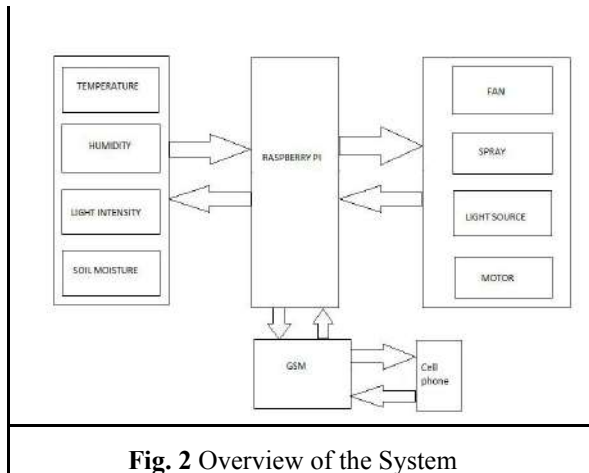 TEMPERATURE
HUMIDITY
LIGHT INTENSITY
SOIL MOISTURE
RASPBERRY PI
FAN
SPRAY
LIGHT SOURCE
MOTOR
GSM
Cell
phone
Fig. 2 Overview of the System